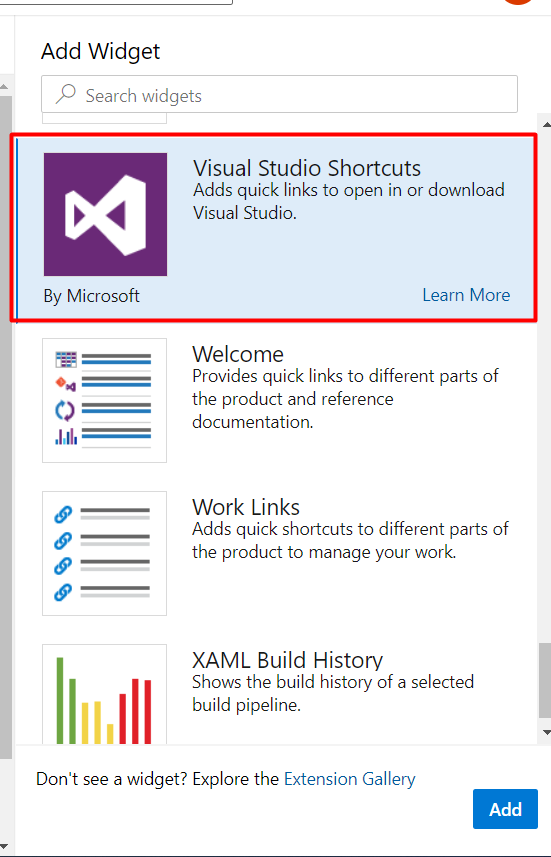 Add Widget
Search widgets
Visual Studio Shortcuts
Adds quick links to open in or download
Visual Studio.
By Microsoft
Learn More
Welcome
Provides quick links to different parts of
the product and reference
documentation.
Work Links
Adds quick shortcuts to different parts of
the product to manage your work.
XAML Build History
Shows the build history of a selected
build pipeline.
Don't see a widget? Explore the Extension Gallery
Add